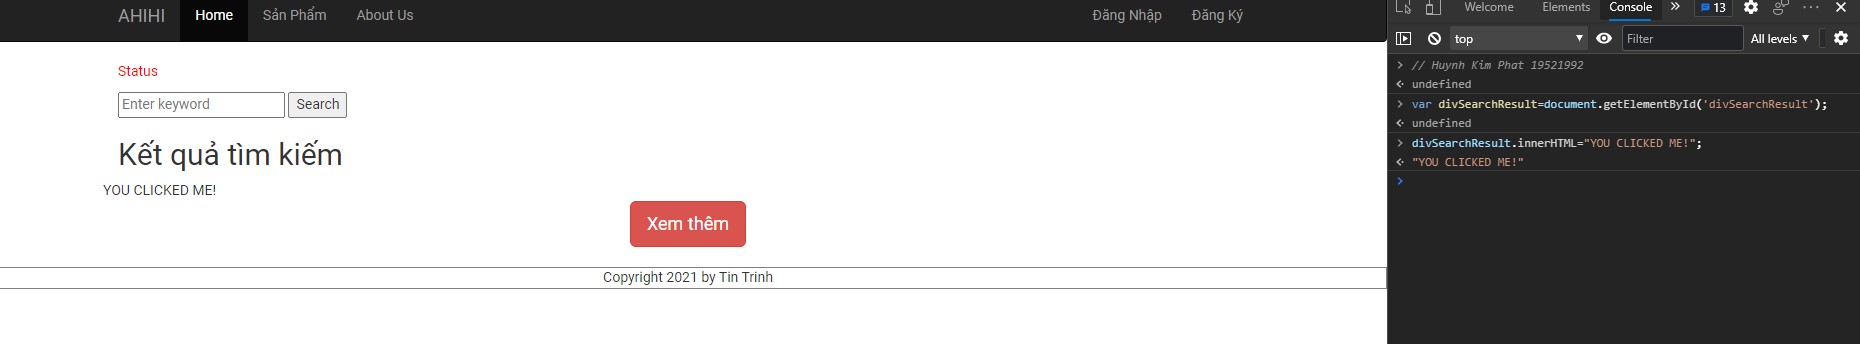 AHIHI Home Sản Phẩm About Us Đăng Nhập Đăng Ký
Status
Enter keyword Search
Kết quả tìm kiếm
YOU CLICKED ME!
Xem thêm
Copyright 2021 by Tin Trinh
Welcome Elements Console 13
top Filter All levels
// Huynh Kim Phat 19521992
undefined
var divSearchResult=document.getElementById('divSearchResult');
undefined
divSearchResult.innerHTML="YOU CLICKED ME!";
"YOU CLICKED ME!"